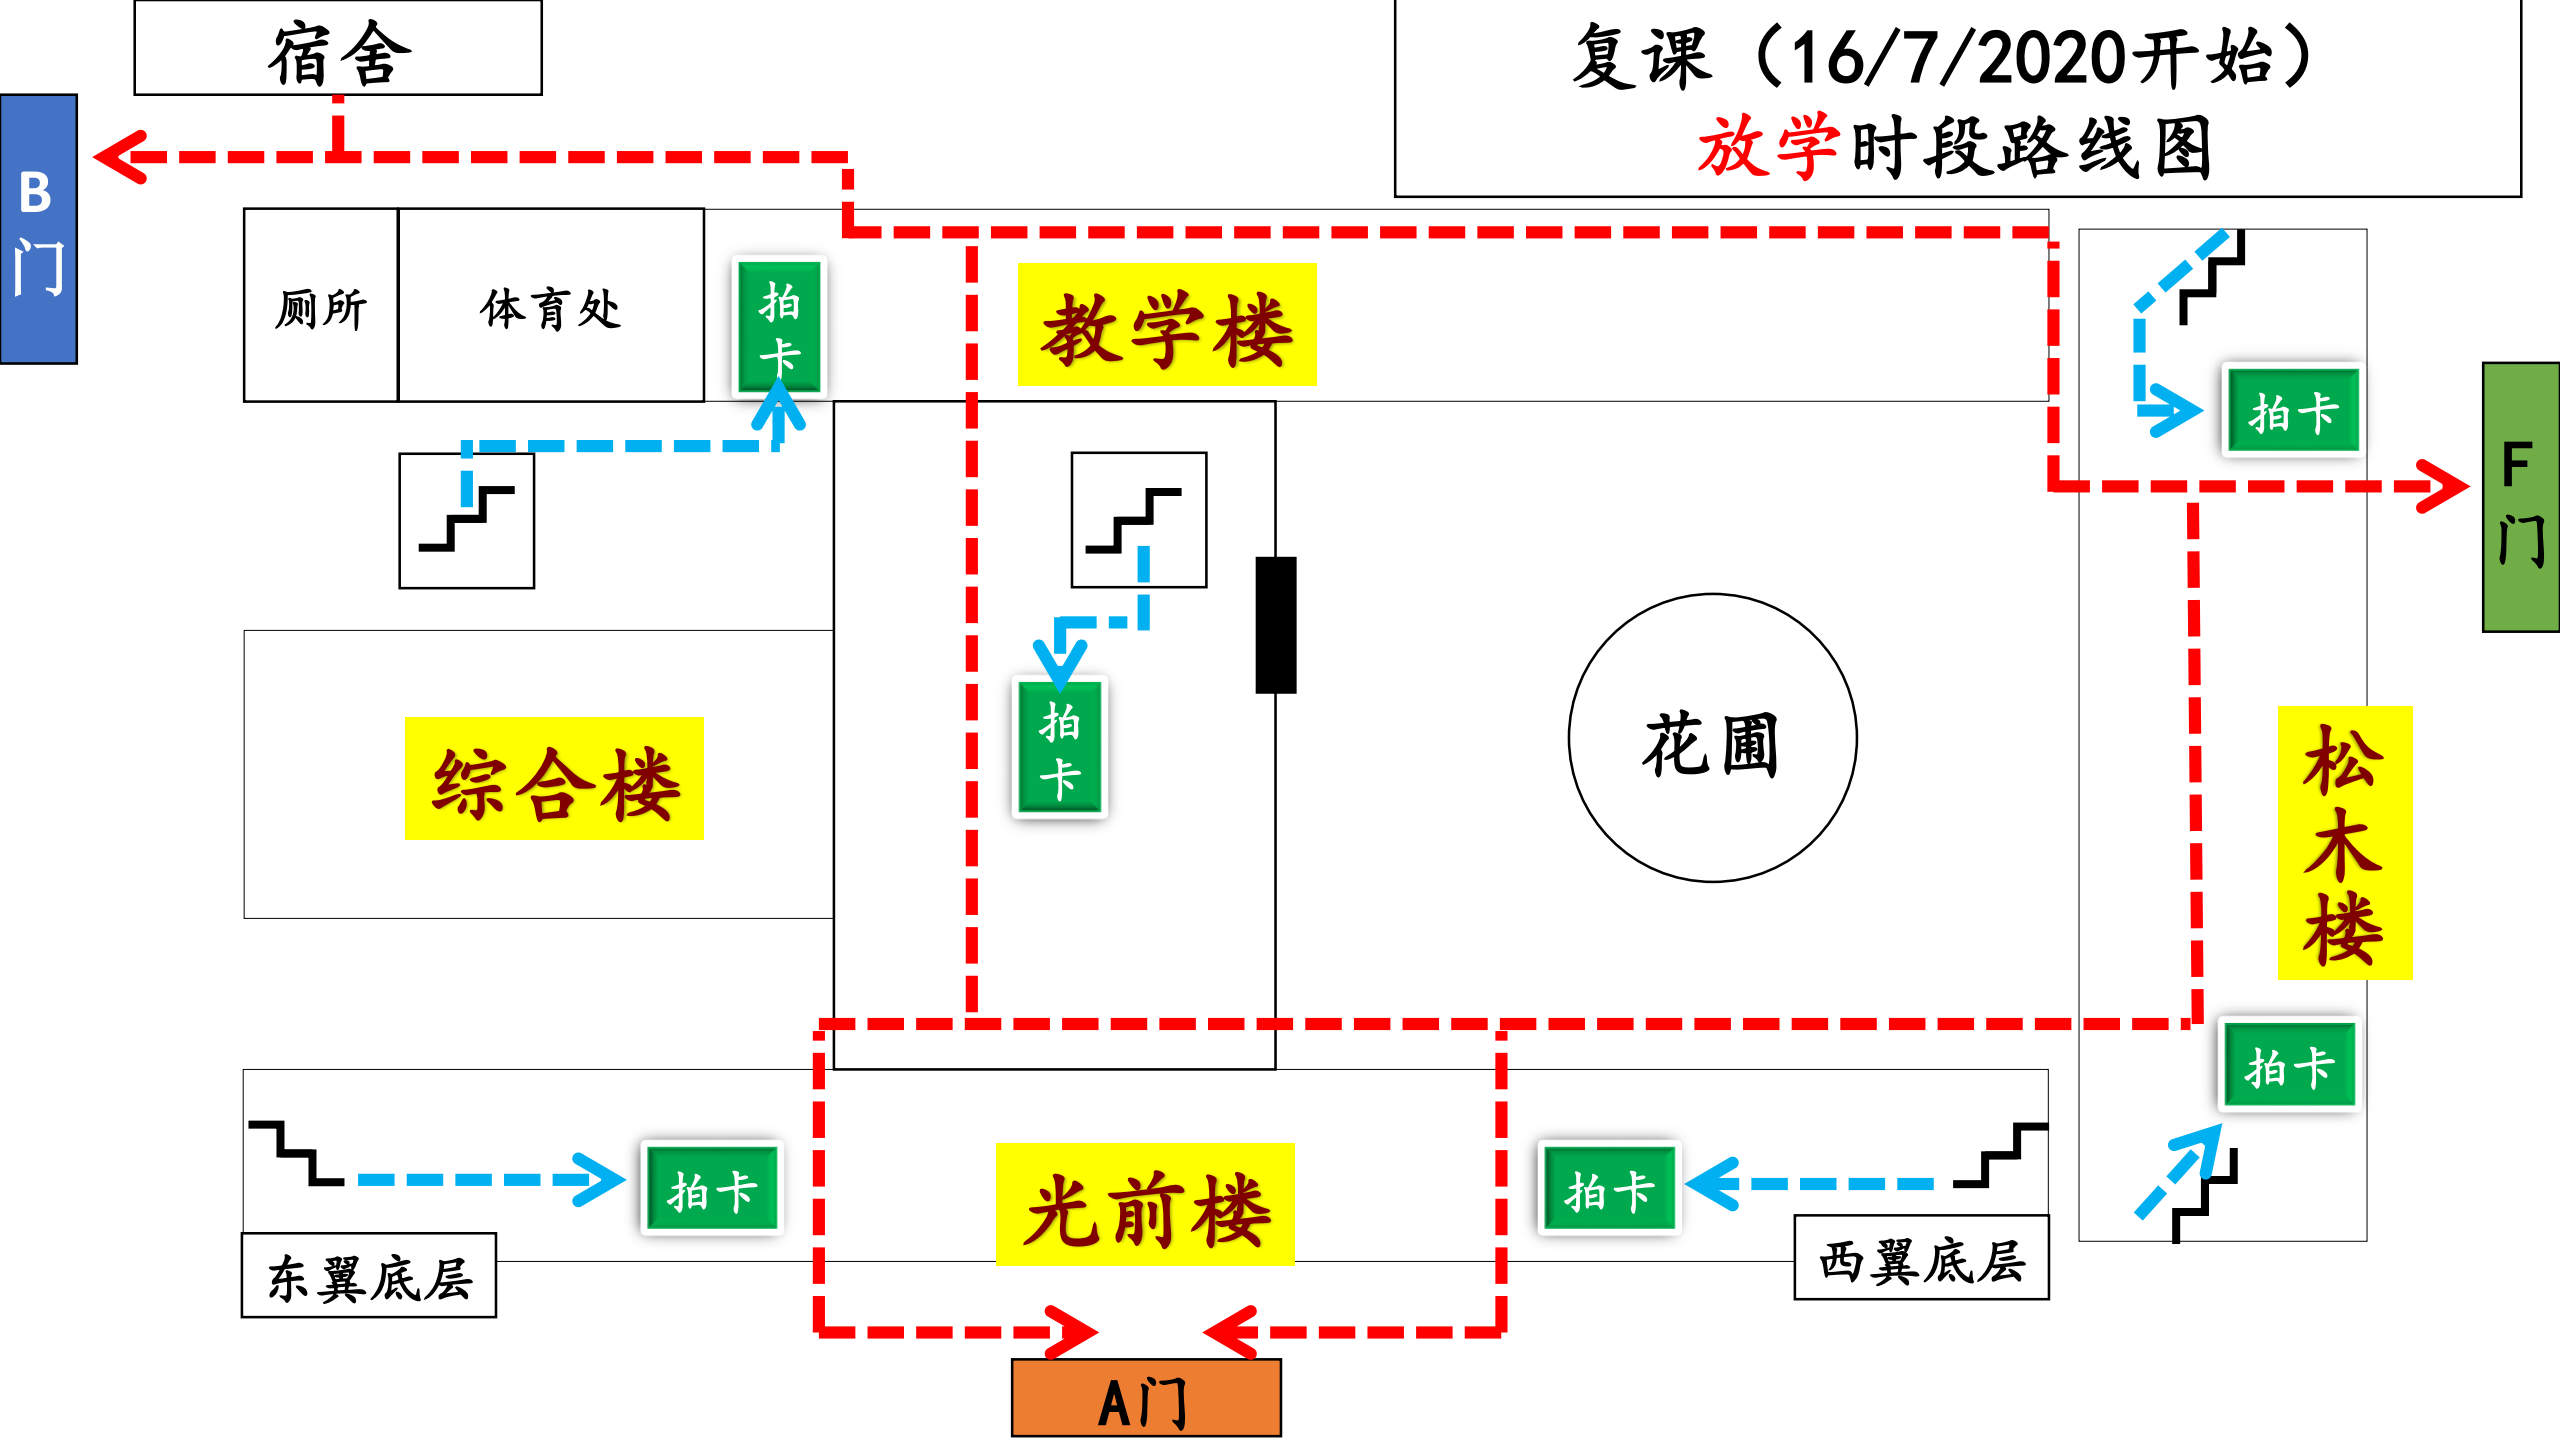 宿舍
复课（16/7/2020开始）
放学时段路线图
B
门
厕所
体育处
拍
卡
教学楼
拍卡
F
门
拍
卡
花圃
综合楼
松
木
楼
拍卡
拍卡
光前楼
拍卡
东翼底层
西翼底层
A门